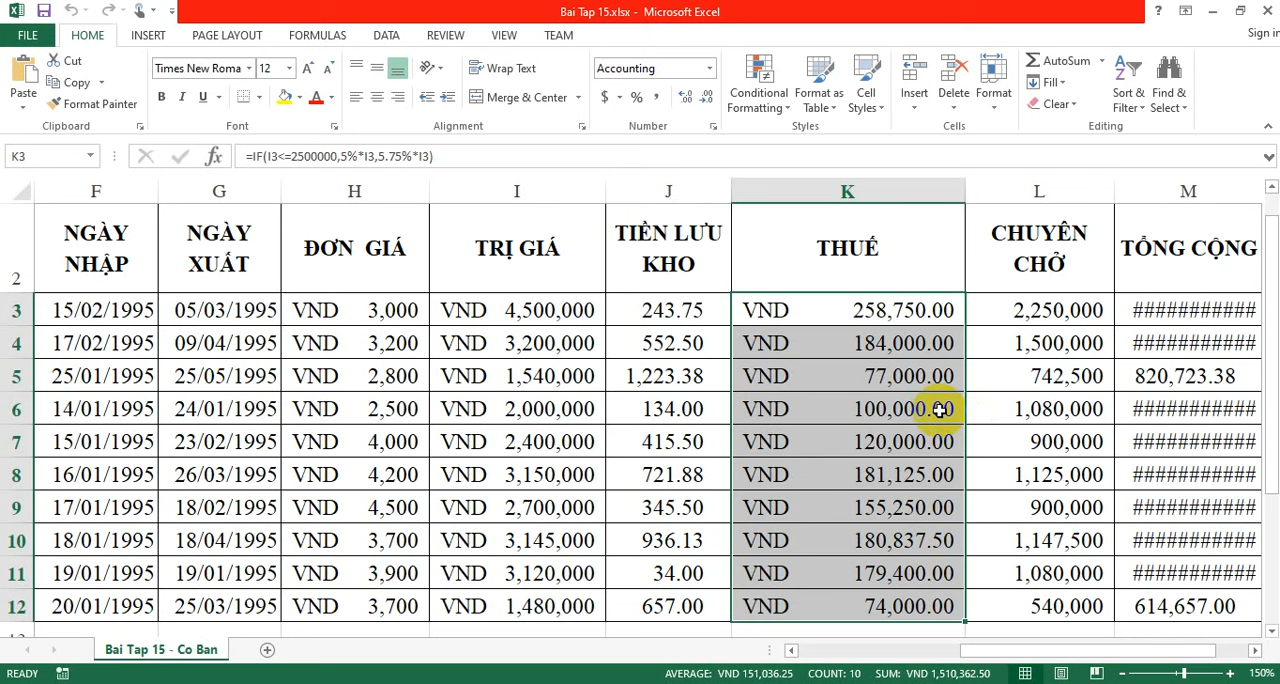 Bai Tap 15.xlsx - Microsoft Excel
?
FILE HOME INSERT PAGE LAYOUT FORMULAS DATA REVIEW VIEW TEAM Sign in
Paste Cut Copy Format Painter Clipboard
Times New Roma 12 B I U A Font
Wrap Text Merge & Center Alignment
Accounting $ % , Number
Conditional Formatting Format as Table Cell Styles Styles
Insert Delete Format Cells
AutoSum Fill Clear Sort & Filter Find & Select Editing
K3 fx =IF(I3<=2500000,5%*I3,5.75%*I3)
F G H I J K L M
2 NGÀY NHẬP NGÀY XUẤT ĐƠN GIÁ TRỊ GIÁ TIỀN LƯU KHO THUẾ CHUYÊN CHỞ TỔNG CỘNG
3 15/02/1995 05/03/1995 VND 3,000 VND 4,500,000 243.75 VND 258,750.00 2,250,000 ###########
4 17/02/1995 09/04/1995 VND 3,200 VND 3,200,000 552.50 VND 184,000.00 1,500,000 ###########
5 25/01/1995 25/05/1995 VND 2,800 VND 1,540,000 1,223.38 VND 77,000.00 742,500 820,723.38
6 14/01/1995 24/01/1995 VND 2,500 VND 2,000,000 134.00 VND 100,000.00 1,080,000 ###########
7 15/01/1995 23/02/1995 VND 4,000 VND 2,400,000 415.50 VND 120,000.00 900,000 ###########
8 16/01/1995 26/03/1995 VND 4,200 VND 3,150,000 721.88 VND 181,125.00 1,125,000 ###########
9 17/01/1995 18/02/1995 VND 4,500 VND 2,700,000 345.50 VND 155,250.00 900,000 ###########
10 18/01/1995 18/04/1995 VND 3,700 VND 3,145,000 936.13 VND 180,837.50 1,147,500 ###########
11 19/01/1995 19/01/1995 VND 3,900 VND 3,120,000 34.00 VND 179,400.00 1,080,000 ###########
12 20/01/1995 25/03/1995 VND 3,700 VND 1,480,000 657.00 VND 74,000.00 540,000 614,657.00
Bai Tap 15 - Co Ban
READY AVERAGE: VND 151,036.25 COUNT: 10 SUM: VND 1,510,362.50 150%